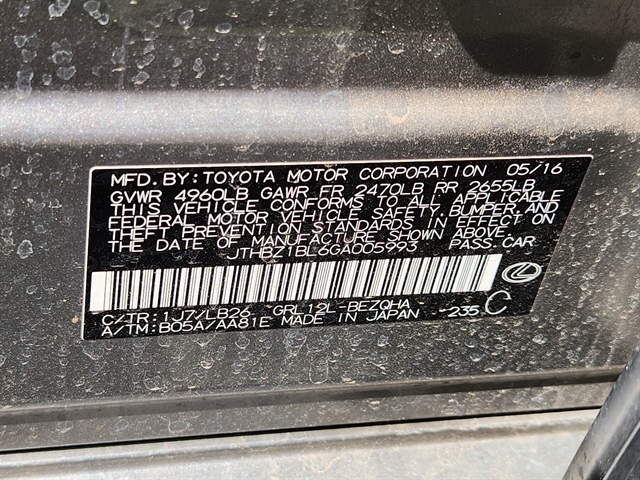 MFD. BY: TOYOTA MOTOR CORPORATION 05/16
GVWR 4960LB GAWR FR 2470LB RR 2655LB
THIS VEHICLE CONFORMS TO ALL APPLICABLE
FEDERAL MOTOR VEHICLE SAFETY, BUMPER, AND
THEFT PREVENTION STANDARDS IN EFFECT ON
THE DATE OF MANUFACTURE SHOWN ABOVE.
JTHBZ1BL6GA005993 PASS. CAR
C/TR: 1J7/LB26 GRL12L-BEZQHA
A/TM: B05A/AA81E MADE IN JAPAN -235 C